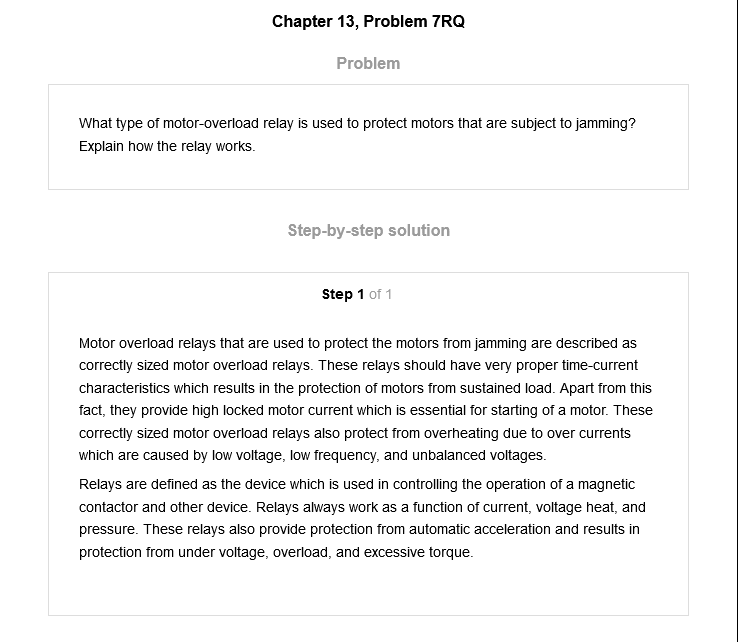 Chapter 13, Problem 7RQ
Problem
What type of motor-overload relay is used to protect motors that are subject to jamming?
Explain how the relay works.
Step-by-step solution
Step 1 of 1
Motor overload relays that are used to protect the motors from jamming are described as
correctly sized motor overload relays. These relays should have very proper time-current
characteristics which results in the protection of motors from sustained load. Apart from this
fact, they provide high locked motor current which is essential for starting of a motor. These
correctly sized motor overload relays also protect from overheating due to over currents
which are caused by low voltage, low frequency, and unbalanced voltages.
Relays are defined as the device which is used in controlling the operation of a magnetic
contactor and other device. Relays always work as a function of current, voltage heat, and
pressure. These relays also provide protection from automatic acceleration and results in
protection from under voltage, overload, and excessive torque.